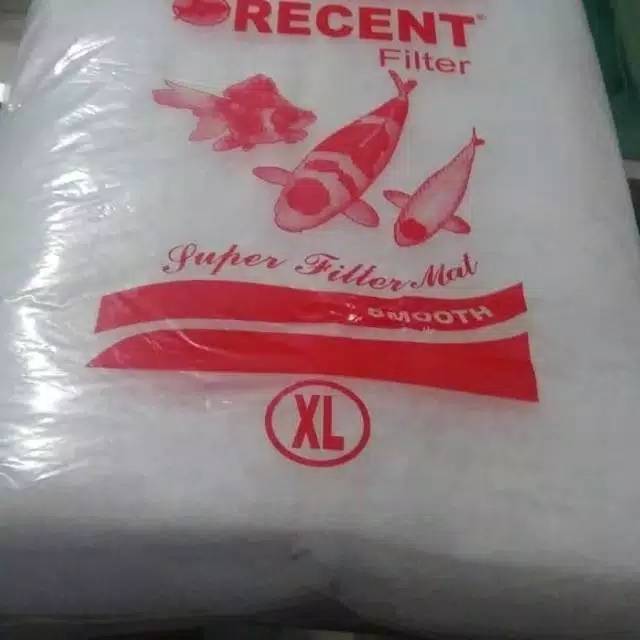 RECENT®
Filter
Super Filter Mat
SMOOTH
XL